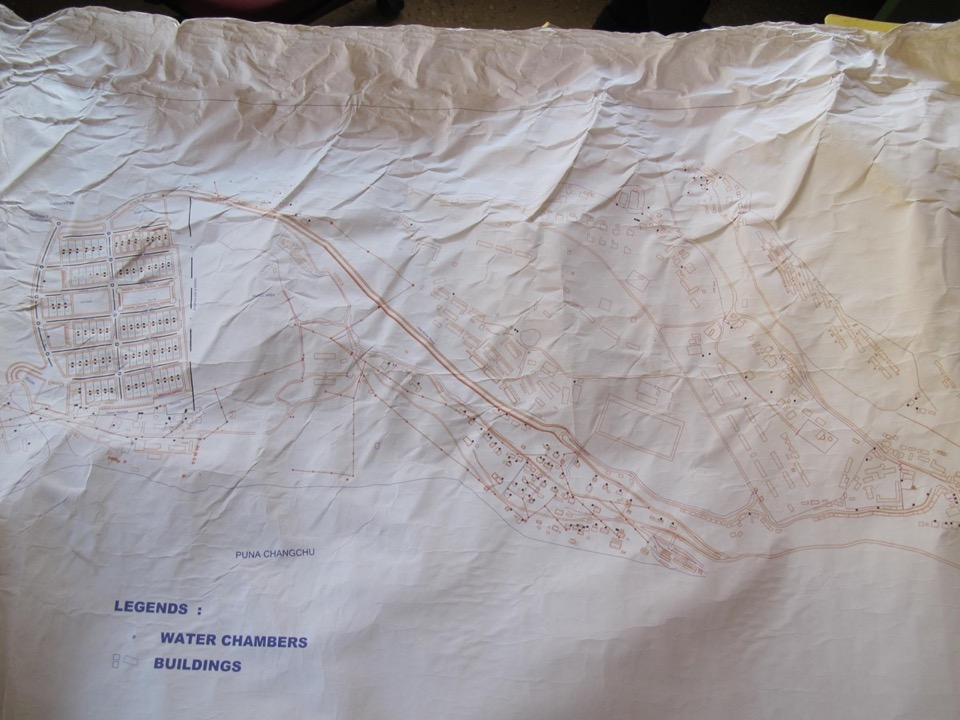 PUNA CHANGCHU
LEGENDS :
WATER CHAMBERS
BUILDINGS